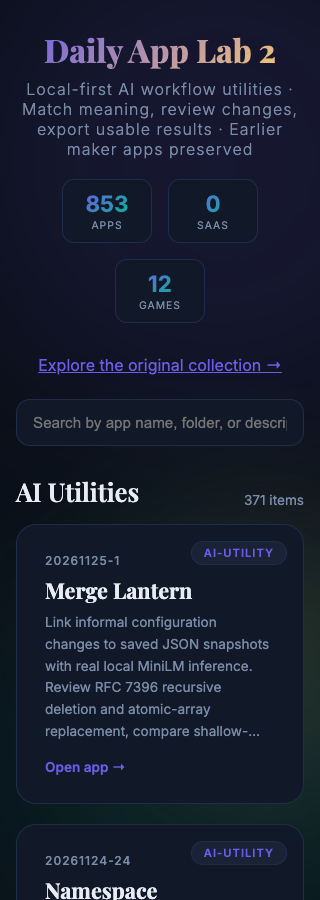 Daily App Lab 2
Local-first AI workflow utilities ·
Match meaning, review changes,
export usable results · Earlier
maker apps preserved
853
APPS
0
SAAS
12
GAMES
Explore the original collection →
Search by app name, folder, or descri
AI Utilities
371 items
20261125-1
AI-UTILITY
Merge Lantern
Link informal configuration
changes to saved JSON snapshots
with real local MiniLM inference.
Review RFC 7396 recursive
deletion and atomic-array
replacement, compare shallow-...
Open app →
20261124-24
AI-UTILITY
Namespace